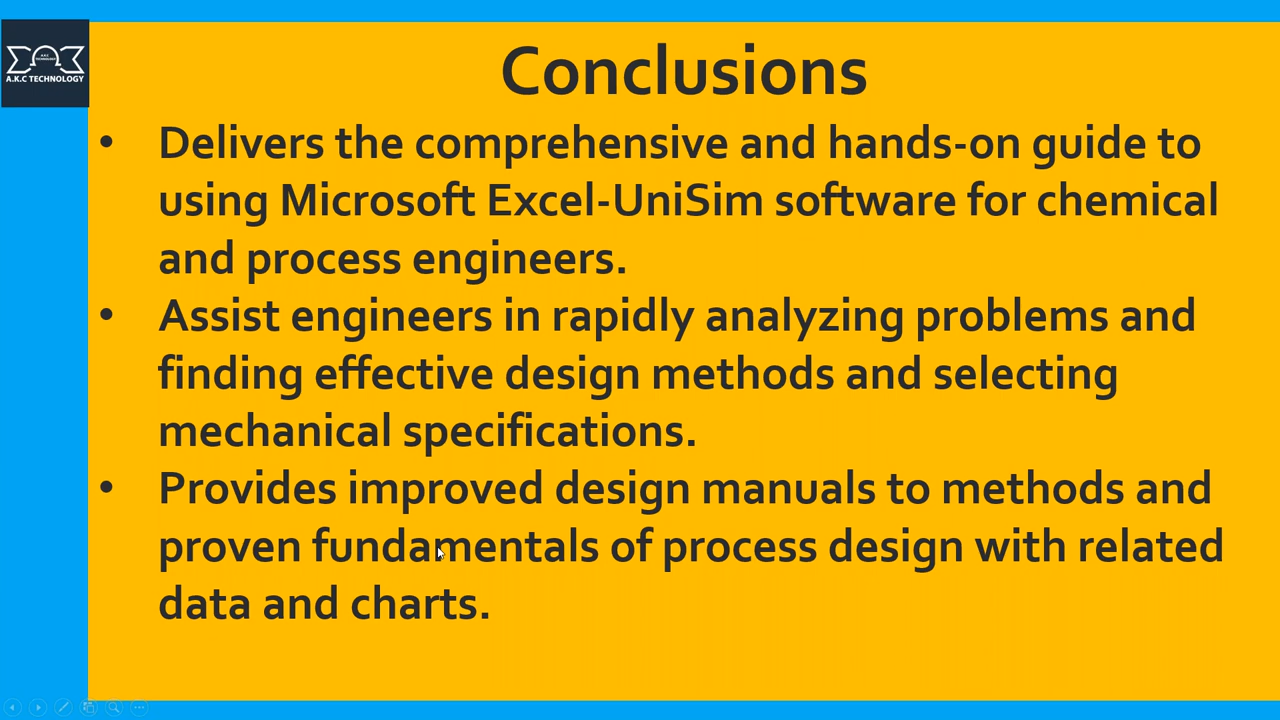 A.K.C TECHNOLOGY
Conclusions
• Delivers the comprehensive and hands-on guide to
using Microsoft Excel-UniSim software for chemical
and process engineers.
• Assist engineers in rapidly analyzing problems and
finding effective design methods and selecting
mechanical specifications.
• Provides improved design manuals to methods and
proven fundamentals of process design with related
data and charts.